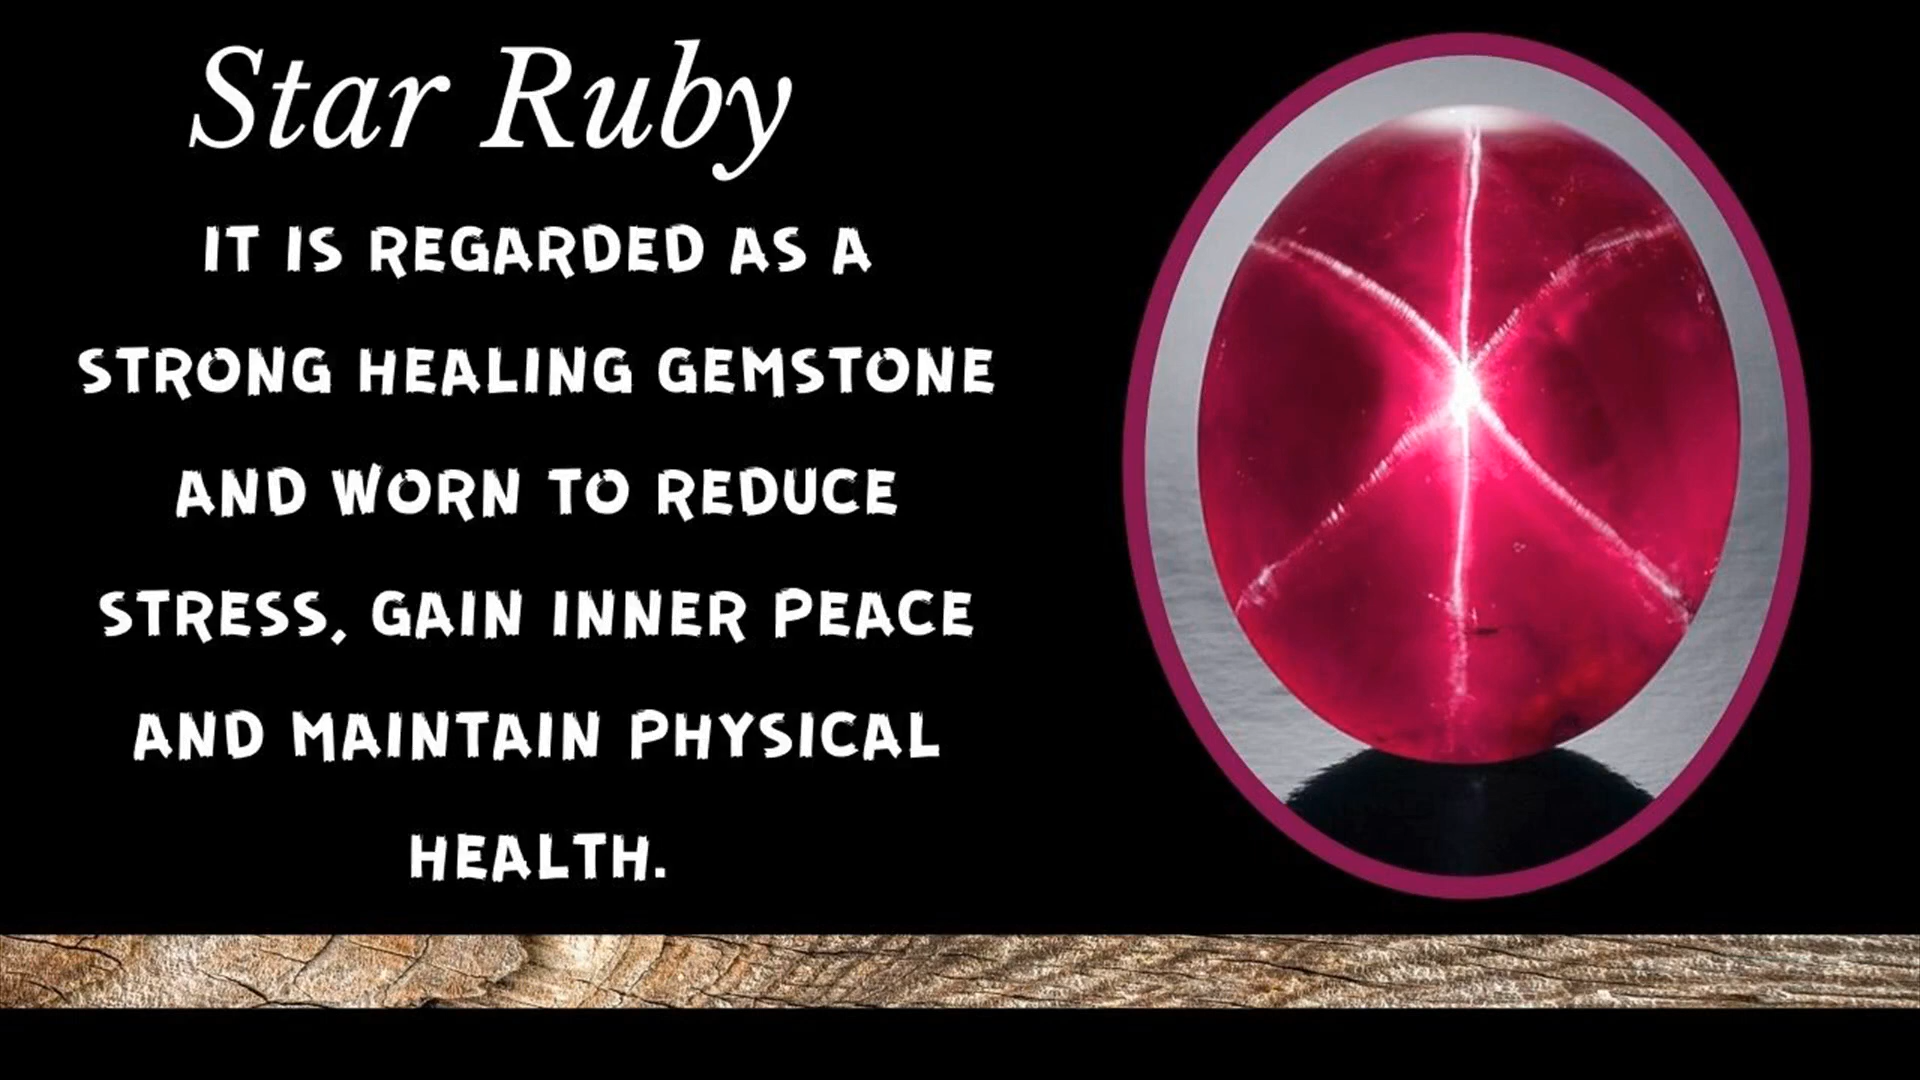 Star Ruby
IT IS REGARDED AS A
STRONG HEALING GEMSTONE
AND WORN TO REDUCE
STRESS, GAIN INNER PEACE
AND MAINTAIN PHYSICAL
HEALTH.